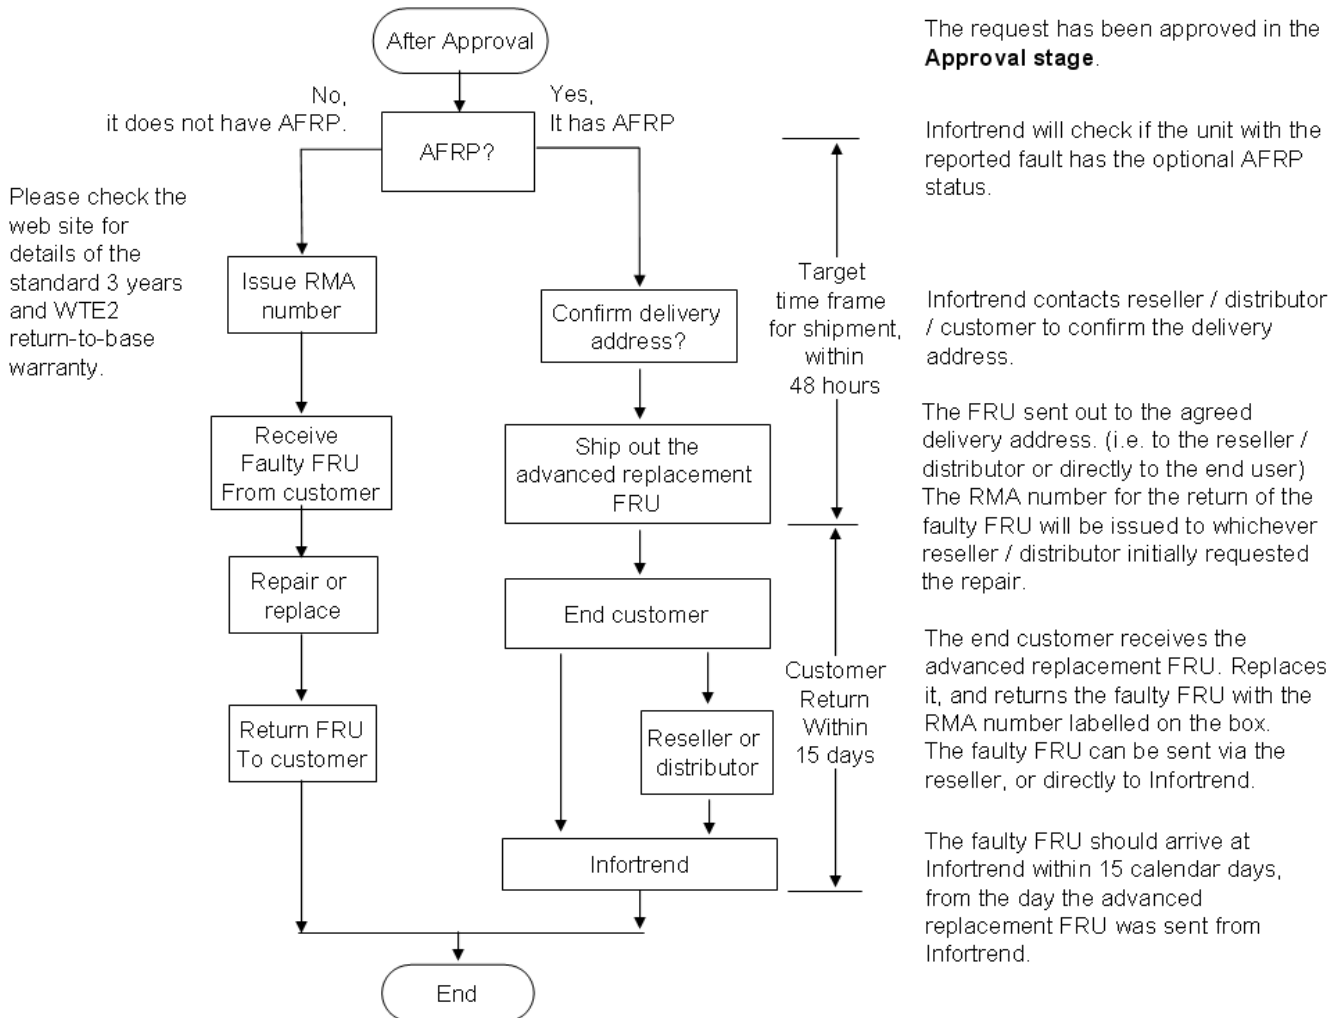 After Approval
The request has been approved in the
Approval stage.
No,
it does not have AFRP.
Yes,
It has AFRP
AFRP?
Infortrend will check if the unit with the
reported fault has the optional AFRP
status.
Please check the
web site for
details of the
standard 3 years
and WTE2
return-to-base
warranty.
Issue RMA
number
Confirm delivery
address?
Target
time frame
for shipment,
within
48 hours
Infortrend contacts reseller / distributor
/ customer to confirm the delivery
address.
Receive
Faulty FRU
From customer
Ship out the
advanced replacement
FRU
The FRU sent out to the agreed
delivery address. (i.e. to the reseller /
distributor or directly to the end user)
The RMA number for the return of the
faulty FRU will be issued to whichever
reseller / distributor initially requested
the repair.
Repair or
replace
End customer
Return FRU
To customer
Reseller or
distributor
Customer
Return
Within
15 days
The end customer receives the
advanced replacement FRU. Replaces
it, and returns the faulty FRU with the
RMA number labelled on the box.
The faulty FRU can be sent via the
reseller, or directly to Infortrend.
Infortrend
The faulty FRU should arrive at
Infortrend within 15 calendar days,
from the day the advanced
replacement FRU was sent from
Infortrend.
End